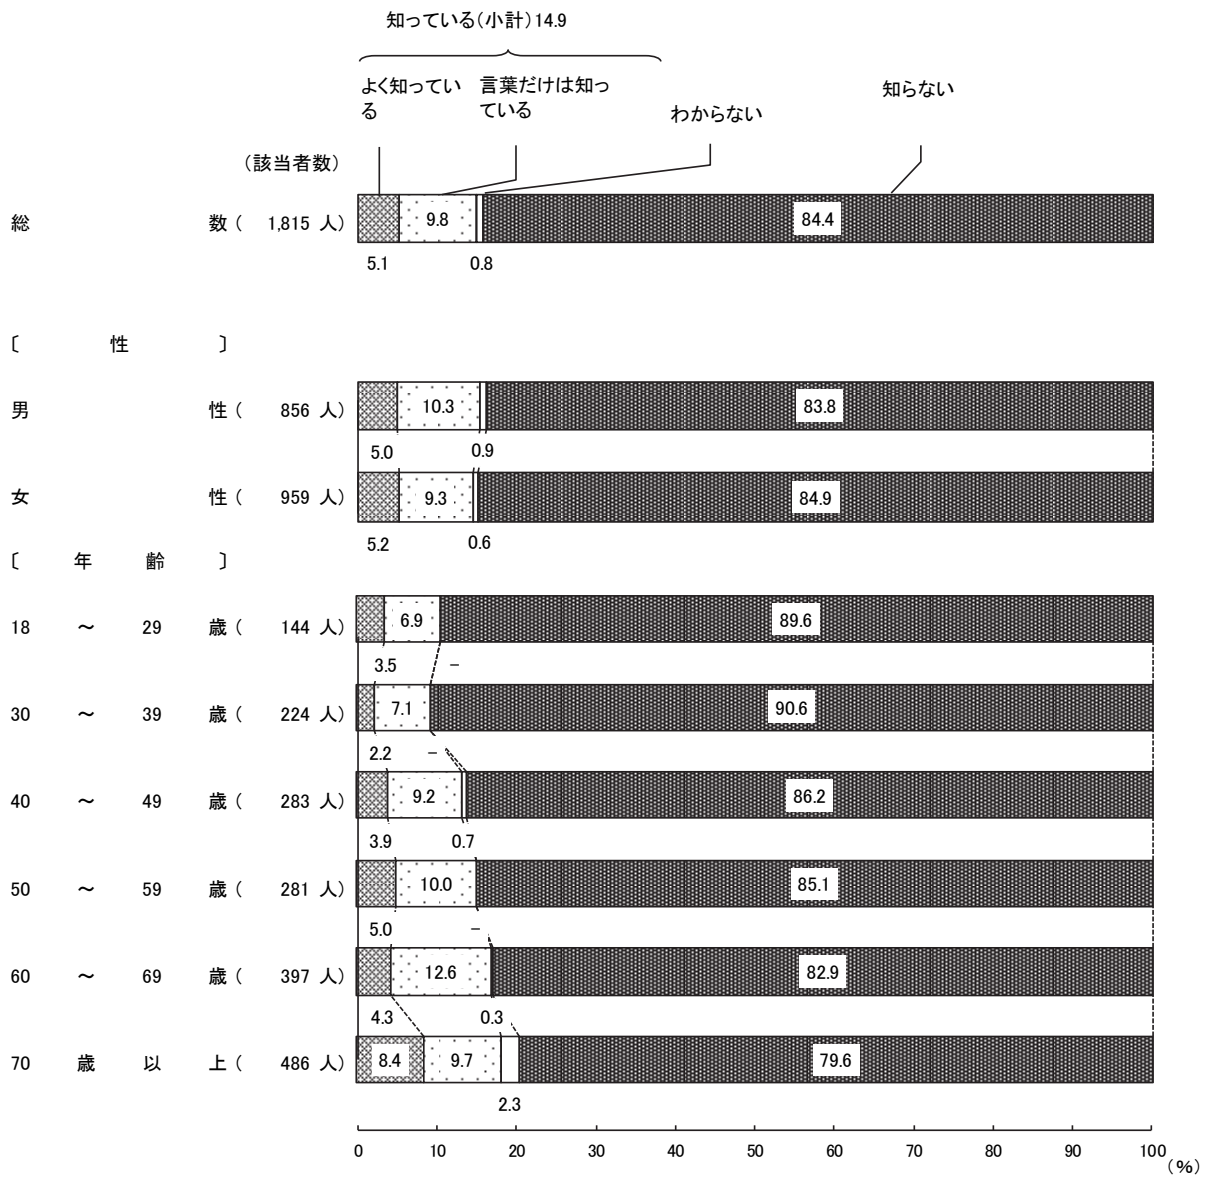 知っている（小計）14.9
よく知ってい
る
言葉だけは知っ
ている
わからない
知らない
（該当者数）
総 数（ 1,815 人）
9.8
84.4
5.1
0.8
〔 性 〕
男 性（ 856 人）
10.3
83.8
5.0
0.9
女 性（ 959 人）
9.3
84.9
5.2
0.6
〔 年 齢 〕
18 ～ 29 歳（ 144 人）
6.9
89.6
3.5
－
30 ～ 39 歳（ 224 人）
7.1
90.6
2.2
－
40 ～ 49 歳（ 283 人）
9.2
86.2
3.9
0.7
50 ～ 59 歳（ 281 人）
10.0
85.1
5.0
－
60 ～ 69 歳（ 397 人）
12.6
82.9
4.3
0.3
70 歳 以 上（ 486 人）
8.4
9.7
79.6
2.3
0 10 20 30 40 50 60 70 80 90 100
（％）